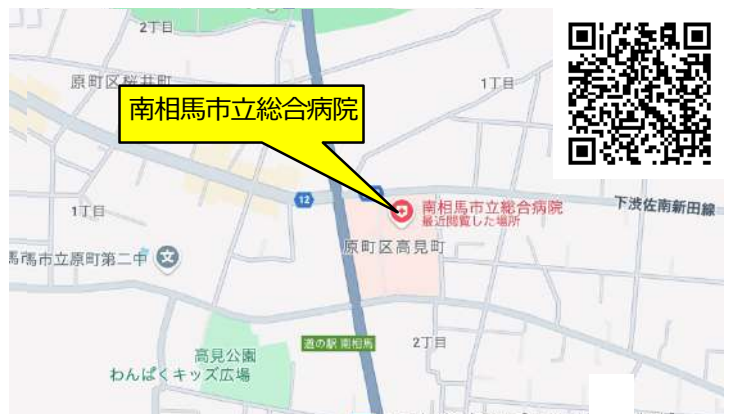 2丁目
原町区桜井町
1丁目
南相馬市立総合病院
12
南相馬市立総合病院
最近閲覧した場所
下渋佐南新田線
1丁目
原町区高見町
馬市立原町第二中
文
道の駅 南相馬
2丁目
高見公園
わんぱくキッズ広場